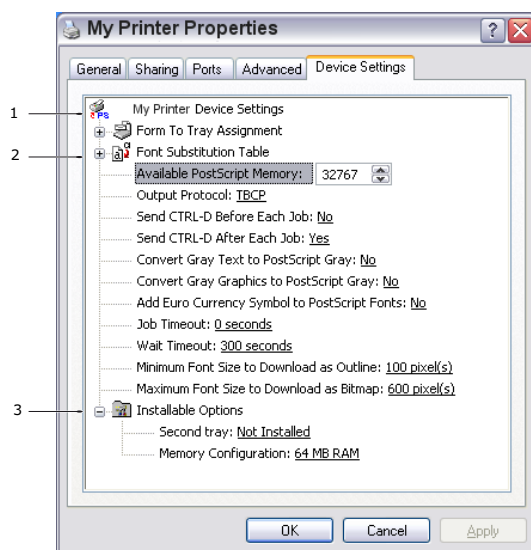 My Printer Properties
General Sharing Ports Advanced Device Settings
1 My Printer Device Settings
Form To Tray Assignment
2 Font Substitution Table
Available PostScript Memory: 32767
Output Protocol: TBCP
Send CTRL-D Before Each Job: No
Send CTRL-D After Each Job: Yes
Convert Gray Text to PostScript Gray: No
Convert Gray Graphics to PostScript Gray: No
Add Euro Currency Symbol to PostScript Fonts: No
Job Timeout: 0 seconds
Wait Timeout: 300 seconds
Minimum Font Size to Download as Outline: 100 pixel(s)
Maximum Font Size to Download as Bitmap: 600 pixel(s)
3 Installable Options
Second tray: Not Installed
Memory Configuration: 64 MB RAM
OK Cancel Apply